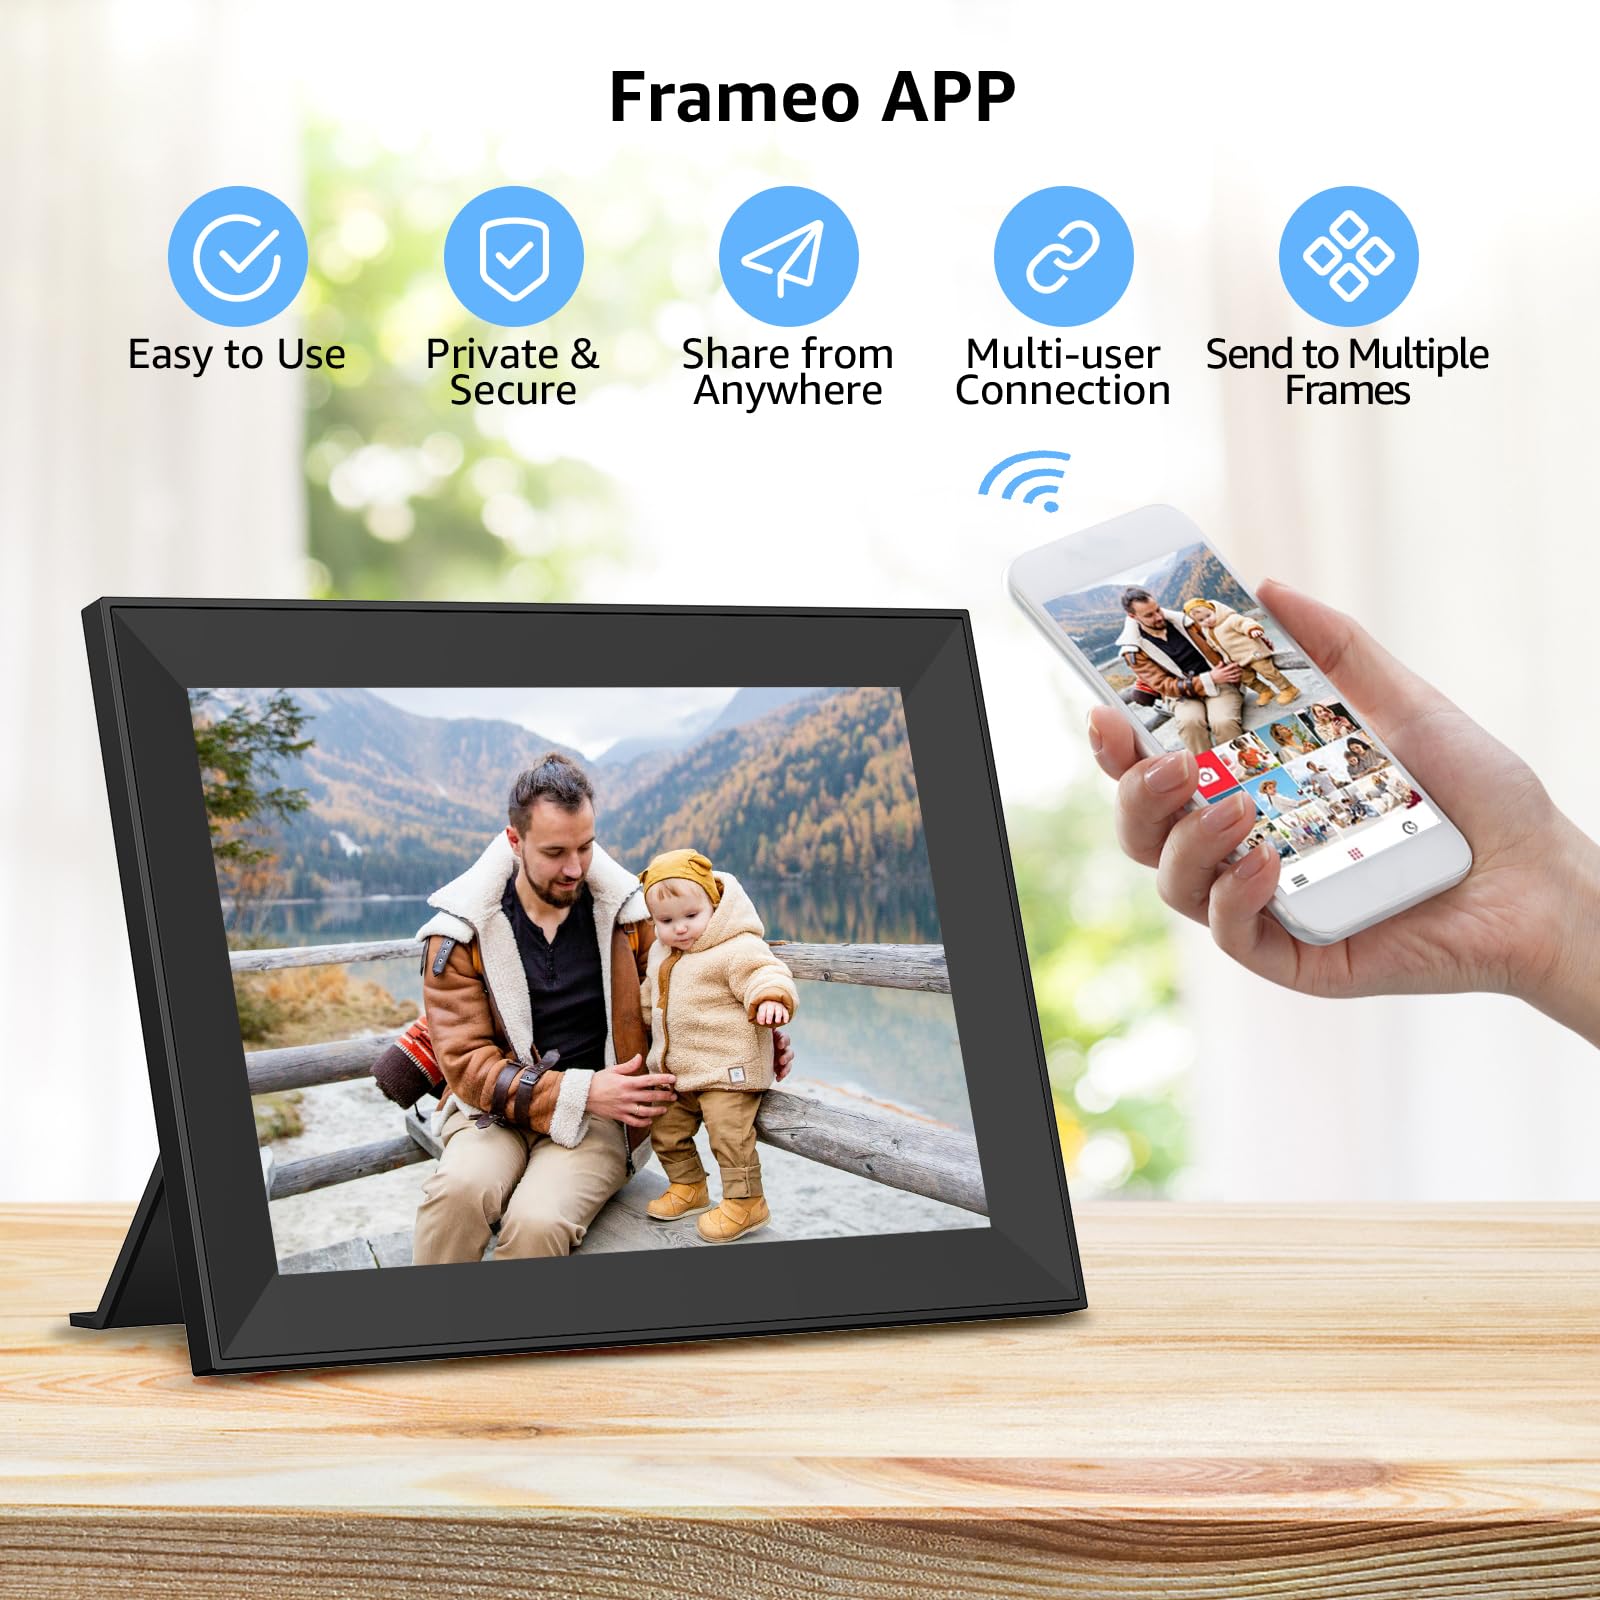 Frameo APP
Easy to Use
Private &
Secure
Share from
Anywhere
Multi-user
Connection
Send to Multiple
Frames